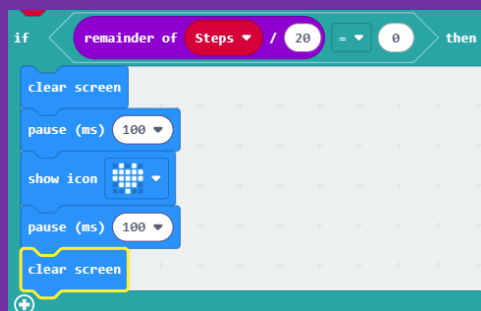 if remainder of Steps / 20 = 0 then
clear screen
pause (ms) 100
show icon
pause (ms) 100
clear screen